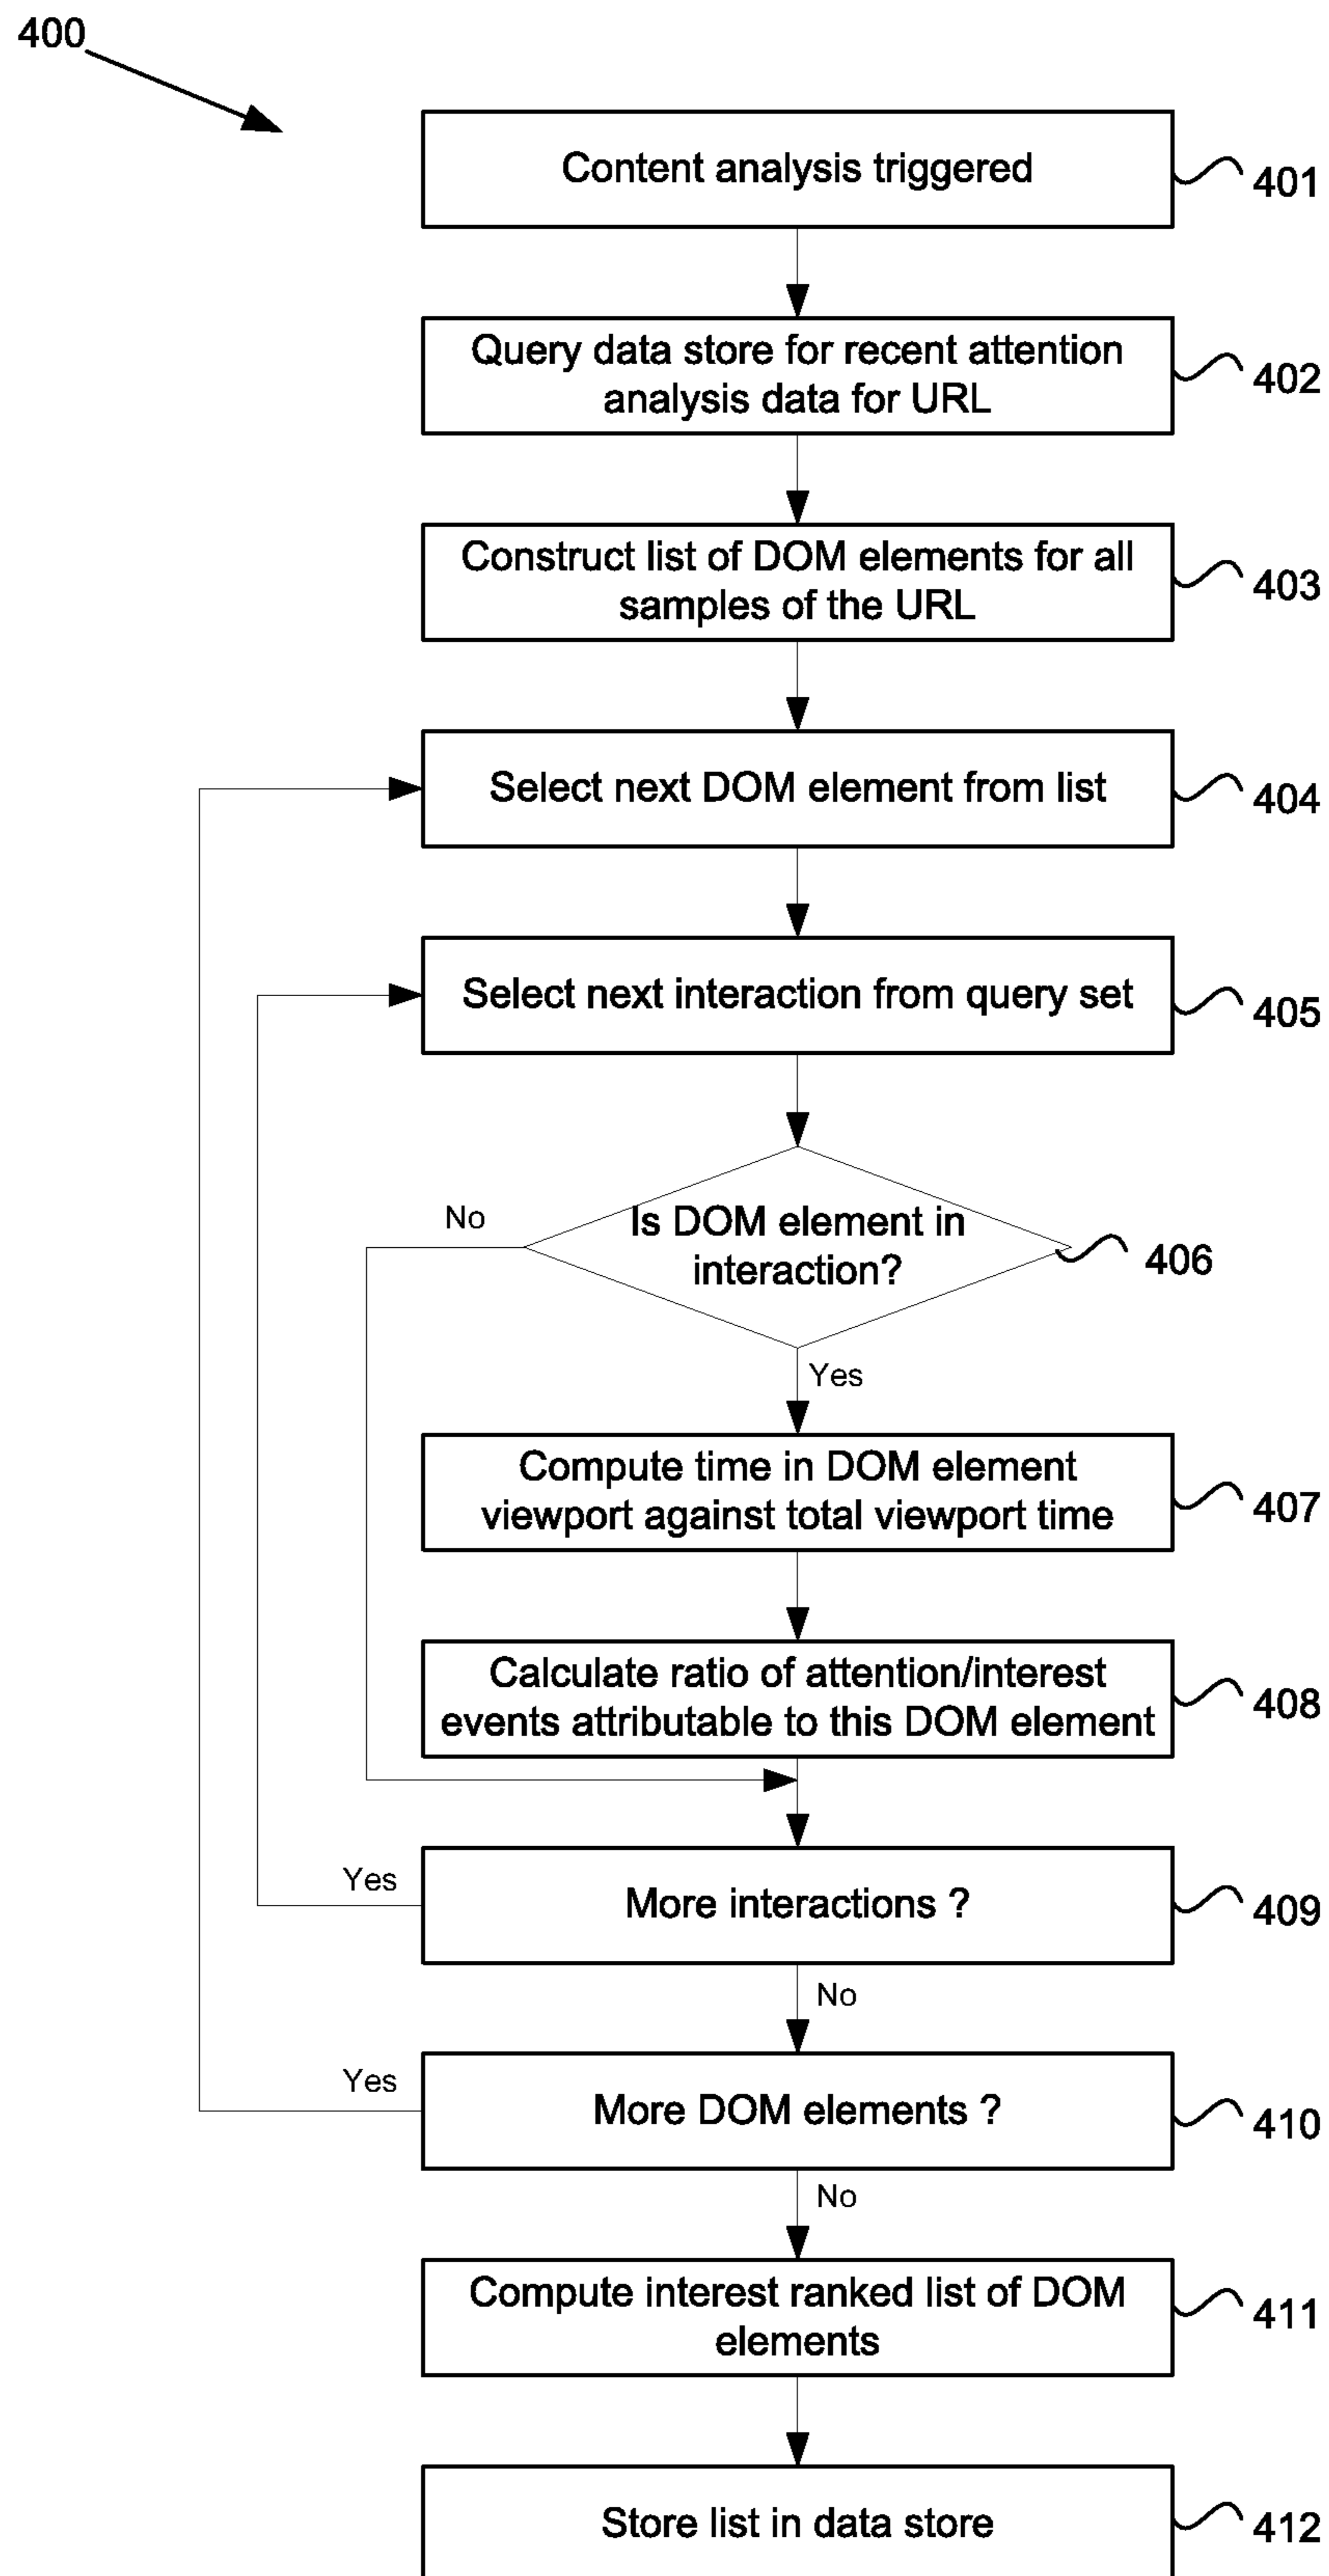 400
Content analysis triggered
401
Query data store for recent attention
analysis data for URL
402
Construct list of DOM elements for all
samples of the URL
403
Select next DOM element from list
404
Select next interaction from query set
405
No
Is DOM element in
interaction?
406
Yes
Compute time in DOM element
viewport against total viewport time
407
Calculate ratio of attention/interest
events attributable to this DOM element
408
Yes
More interactions ?
409
No
Yes
More DOM elements ?
410
No
Compute interest ranked list of DOM
elements
411
Store list in data store
412